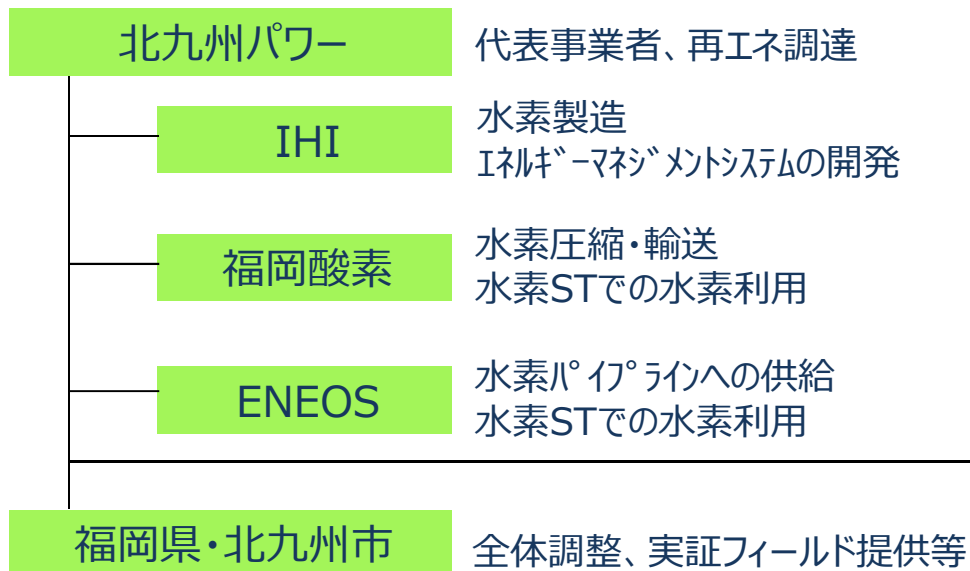 北九州パワー 代表事業者、再エネ調達
IHI
水素製造
ｴﾈﾙｷﾞｰﾏﾈｼﾞﾒﾝﾄｼｽﾃﾑの開発
福岡酸素
水素圧縮・輸送
水素STでの水素利用
ENEOS
水素ﾊﾟｲﾌﾟﾗｲﾝへの供給
水素STでの水素利用
福岡県・北九州市 全体調整、実証フィールド提供等